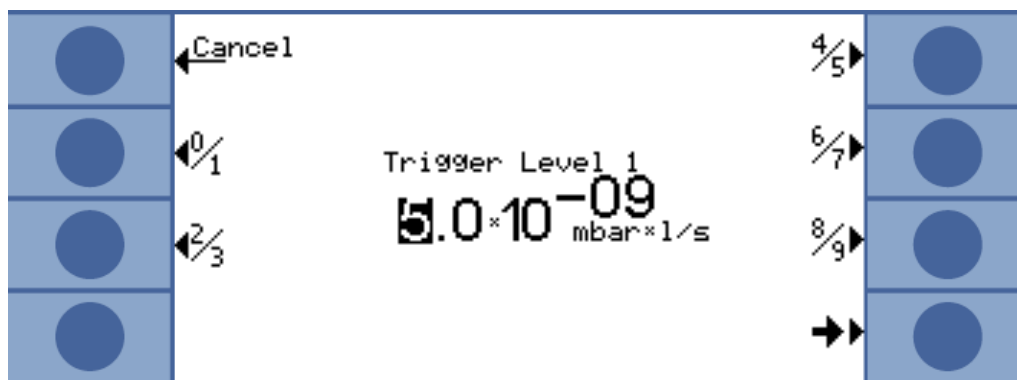 Cancel
4/5
0/1
6/7
Trigger Level 1
5.0×10⁻⁰⁹ mbar×l/s
2/3
8/9